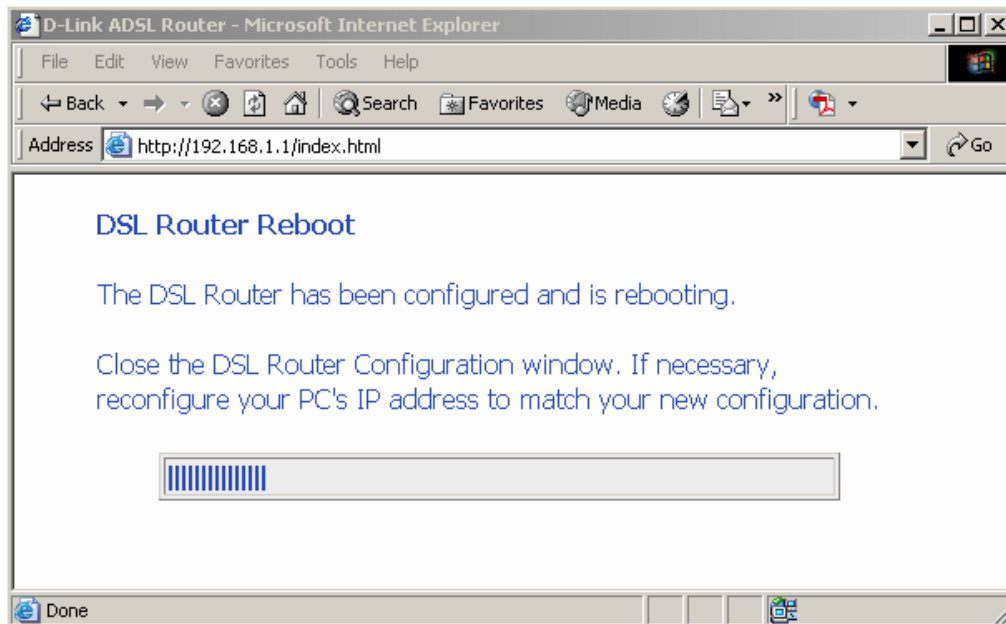 D-Link ADSL Router - Microsoft Internet Explorer
File Edit View Favorites Tools Help
Back Search Favorites Media »
Address http://192.168.1.1/index.html Go
DSL Router Reboot
The DSL Router has been configured and is rebooting.
Close the DSL Router Configuration window. If necessary,
reconfigure your PC's IP address to match your new configuration.
Done